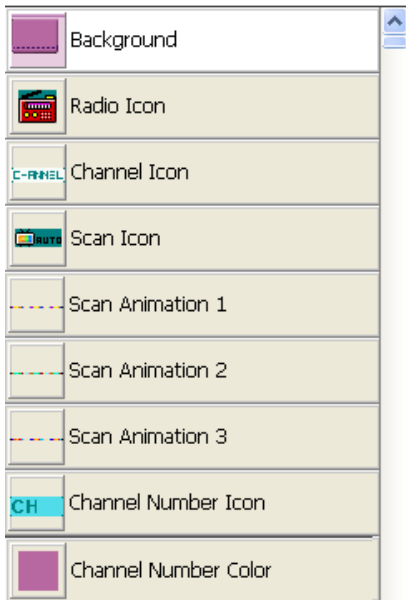 Background
Radio Icon
C-ANNEL Channel Icon
AUTO Scan Icon
Scan Animation 1
Scan Animation 2
Scan Animation 3
CH Channel Number Icon
Channel Number Color